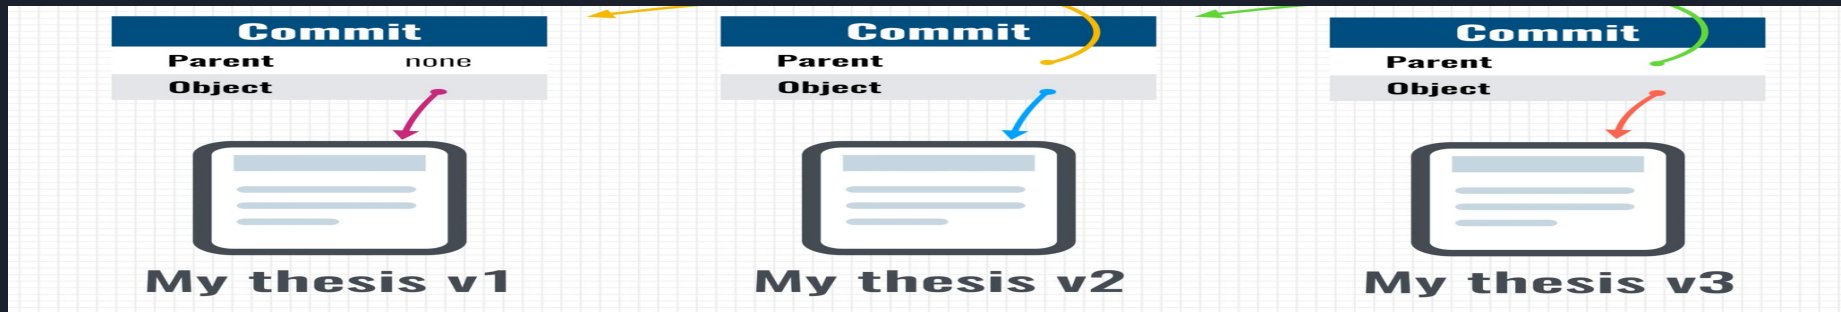 Commit
Parent none
Object
My thesis v1
Commit
Parent
Object
My thesis v2
Commit
Parent
Object
My thesis v3